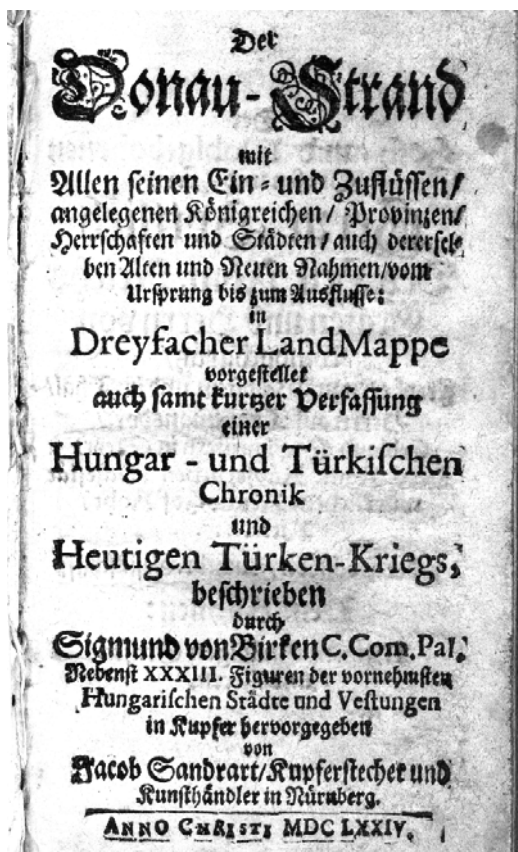 Der
Donau-Strand
mit
Allen seinen Ein- und Zuflüssen/
angelegenen Königreichen/ Provinzen/
Herrschaften und Städten/ auch derersel-
ben Alten und Neuen Nahmen/ vom
Ursprung bis zum Ausflusse:
in
Dreyfacher LandMappe
vorgestellet
auch samt kurtzer Verfassung
einer
Hungar- und Türkischen
Chronik
und
Heutigen Türken-Kriegs,
beschrieben
durch
Sigmund von Birken C. Com. Pal.
Nebenst XXXIII. Figuren der vornehmsten
Hungarischen Städte und Vestungen
in Kupfer hervorgegeben
von
Jacob Sandrart/ Kupferstecher und
Kunsthändler in Nürnberg.
ANNO CHRISTI MDCLXXIV.